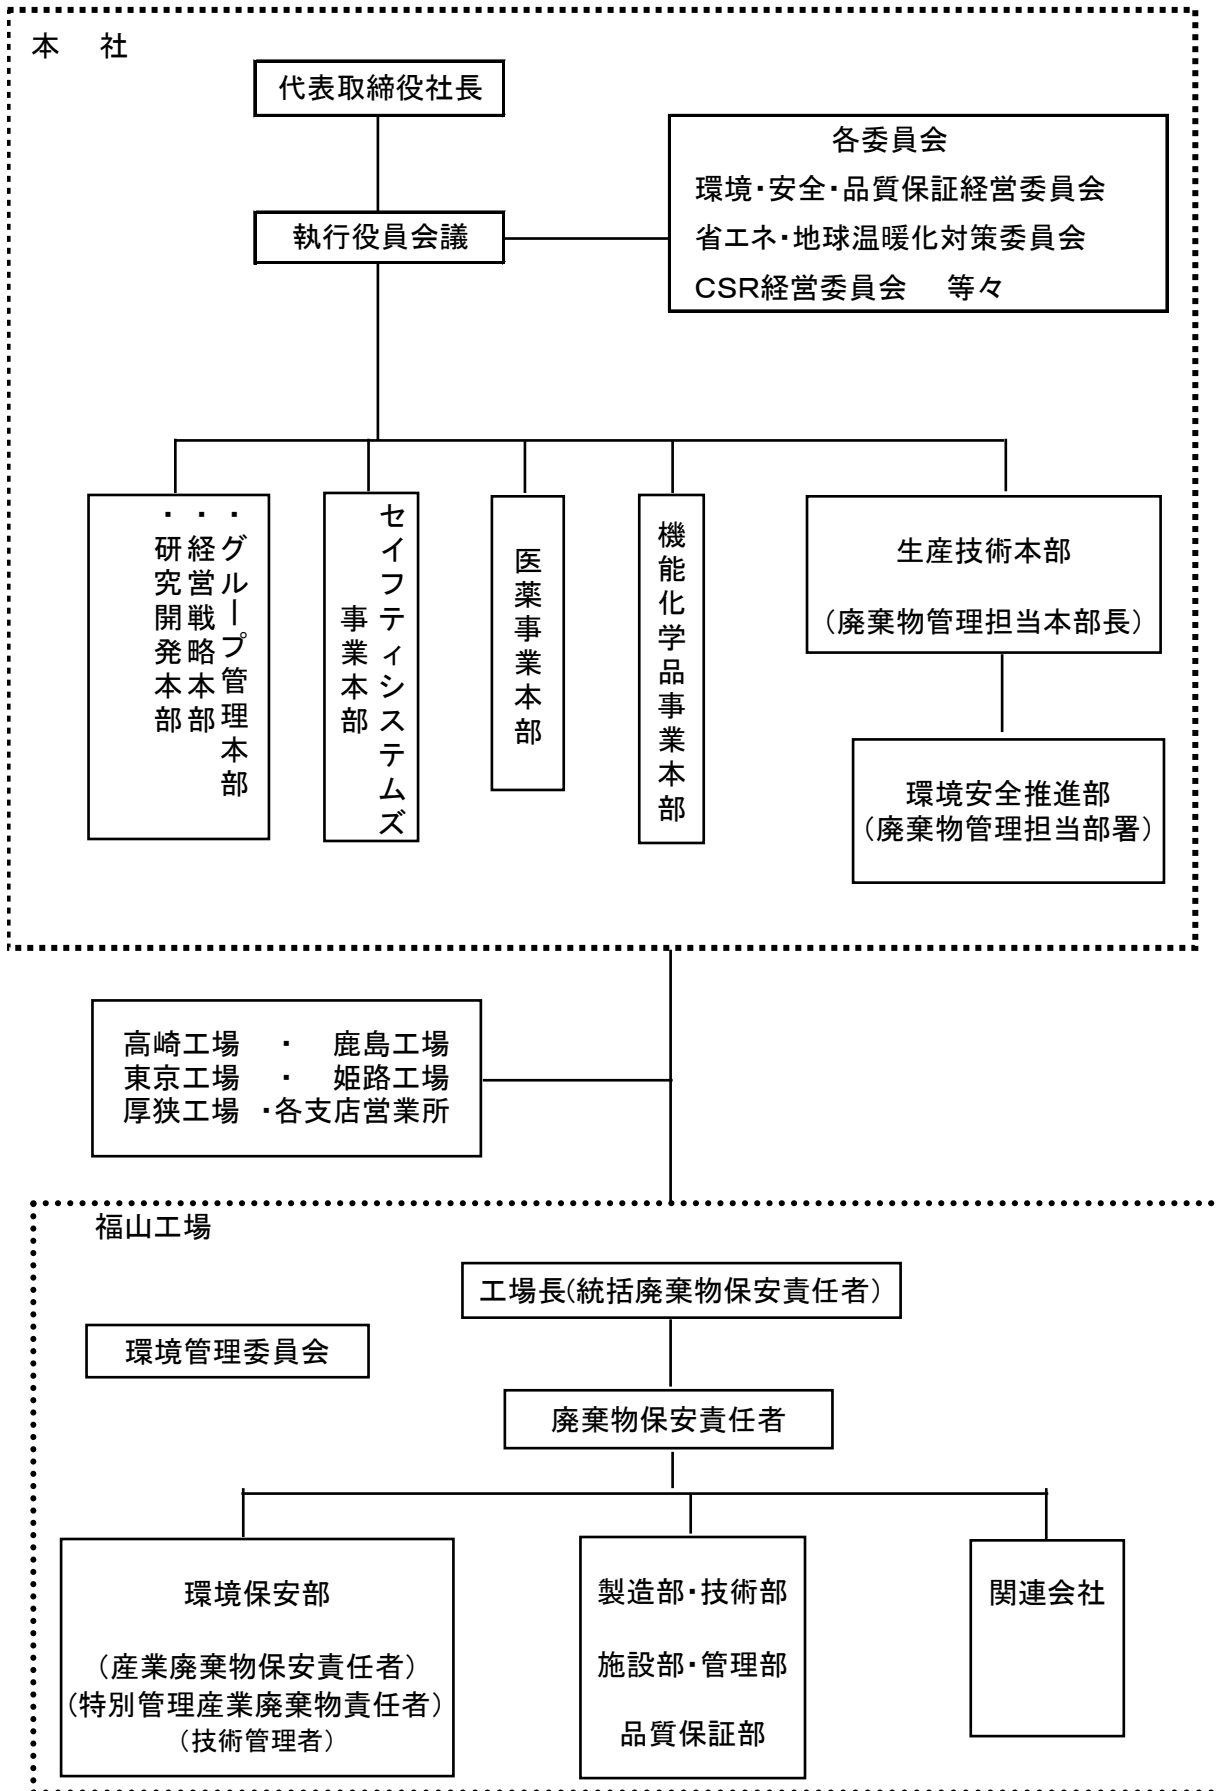 本　社
代表取締役社長
各委員会
環境・安全・品質保証経営委員会
省エネ・地球温暖化対策委員会
CSR経営委員会　等々
執行役員会議
・グループ管理本部
・経営戦略本部
・研究開発本部
セイフティシステムズ
事業本部
医薬事業本部
機能化学品事業本部
生産技術本部
（廃棄物管理担当本部長）
環境安全推進部
（廃棄物管理担当部署）
高崎工場　・　鹿島工場
東京工場　・　姫路工場
厚狭工場　・各支店営業所
福山工場
工場長（統括廃棄物保安責任者）
環境管理委員会
廃棄物保安責任者
環境保安部
（産業廃棄物保安責任者）
（特別管理産業廃棄物責任者）
（技術管理者）
製造部・技術部
施設部・管理部
品質保証部
関連会社